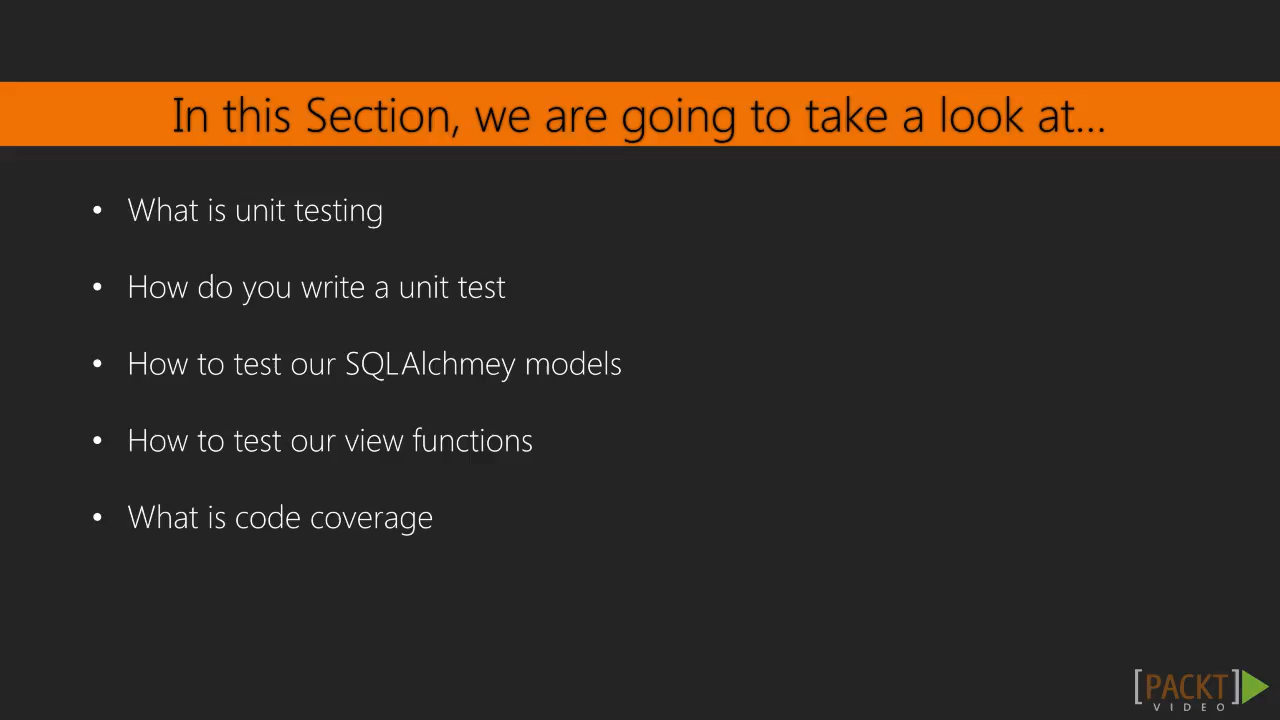 In this Section, we are going to take a look at...
• What is unit testing
• How do you write a unit test
• How to test our SQLAlchmey models
• How to test our view functions
• What is code coverage
[PACKT]
VIDEO